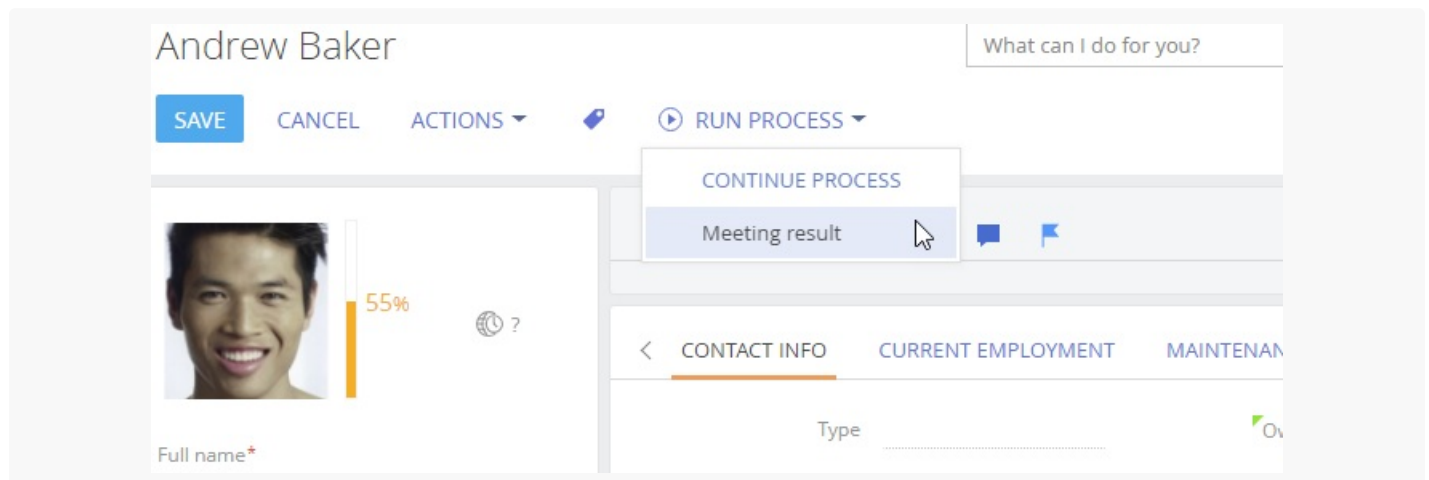 Andrew Baker
What can I do for you?
SAVE CANCEL ACTIONS RUN PROCESS
CONTINUE PROCESS
Meeting result
55%
?
CONTACT INFO CURRENT EMPLOYMENT MAINTENAN
Type
Full name*